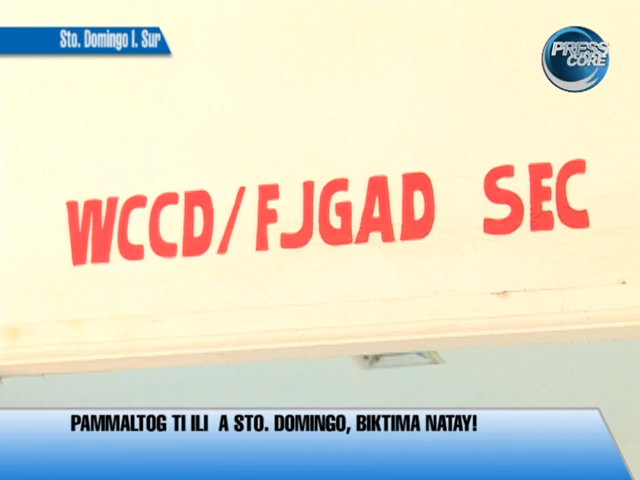 Sto. Domingo I. Sur
PRESS
CORE
WCCD/FJGAD SEC
PAMMALTOG TI ILI A STO. DOMINGO, BIKTIMA NATAY!